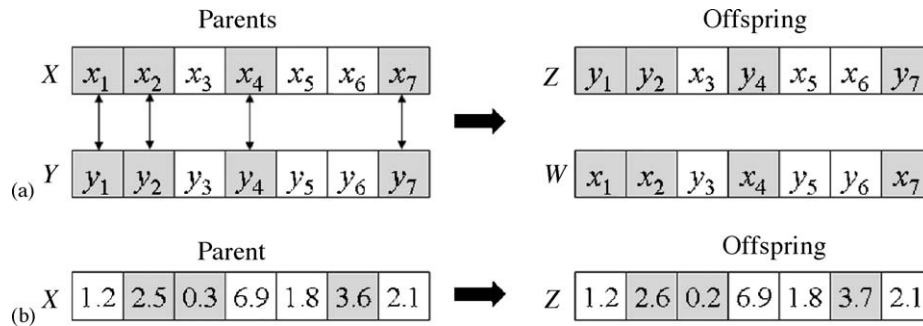 Parents Offspring
X x₁ x₂ x₃ x₄ x₅ x₆ x₇ Z y₁ y₂ x₃ y₄ x₅ x₆ y₇
(a) Y y₁ y₂ y₃ y₄ y₅ y₆ y₇ W x₁ x₂ y₃ x₄ y₅ y₆ x₇
Parent Offspring
(b) X 1.2 2.5 0.3 6.9 1.8 3.6 2.1 Z 1.2 2.6 0.2 6.9 1.8 3.7 2.1